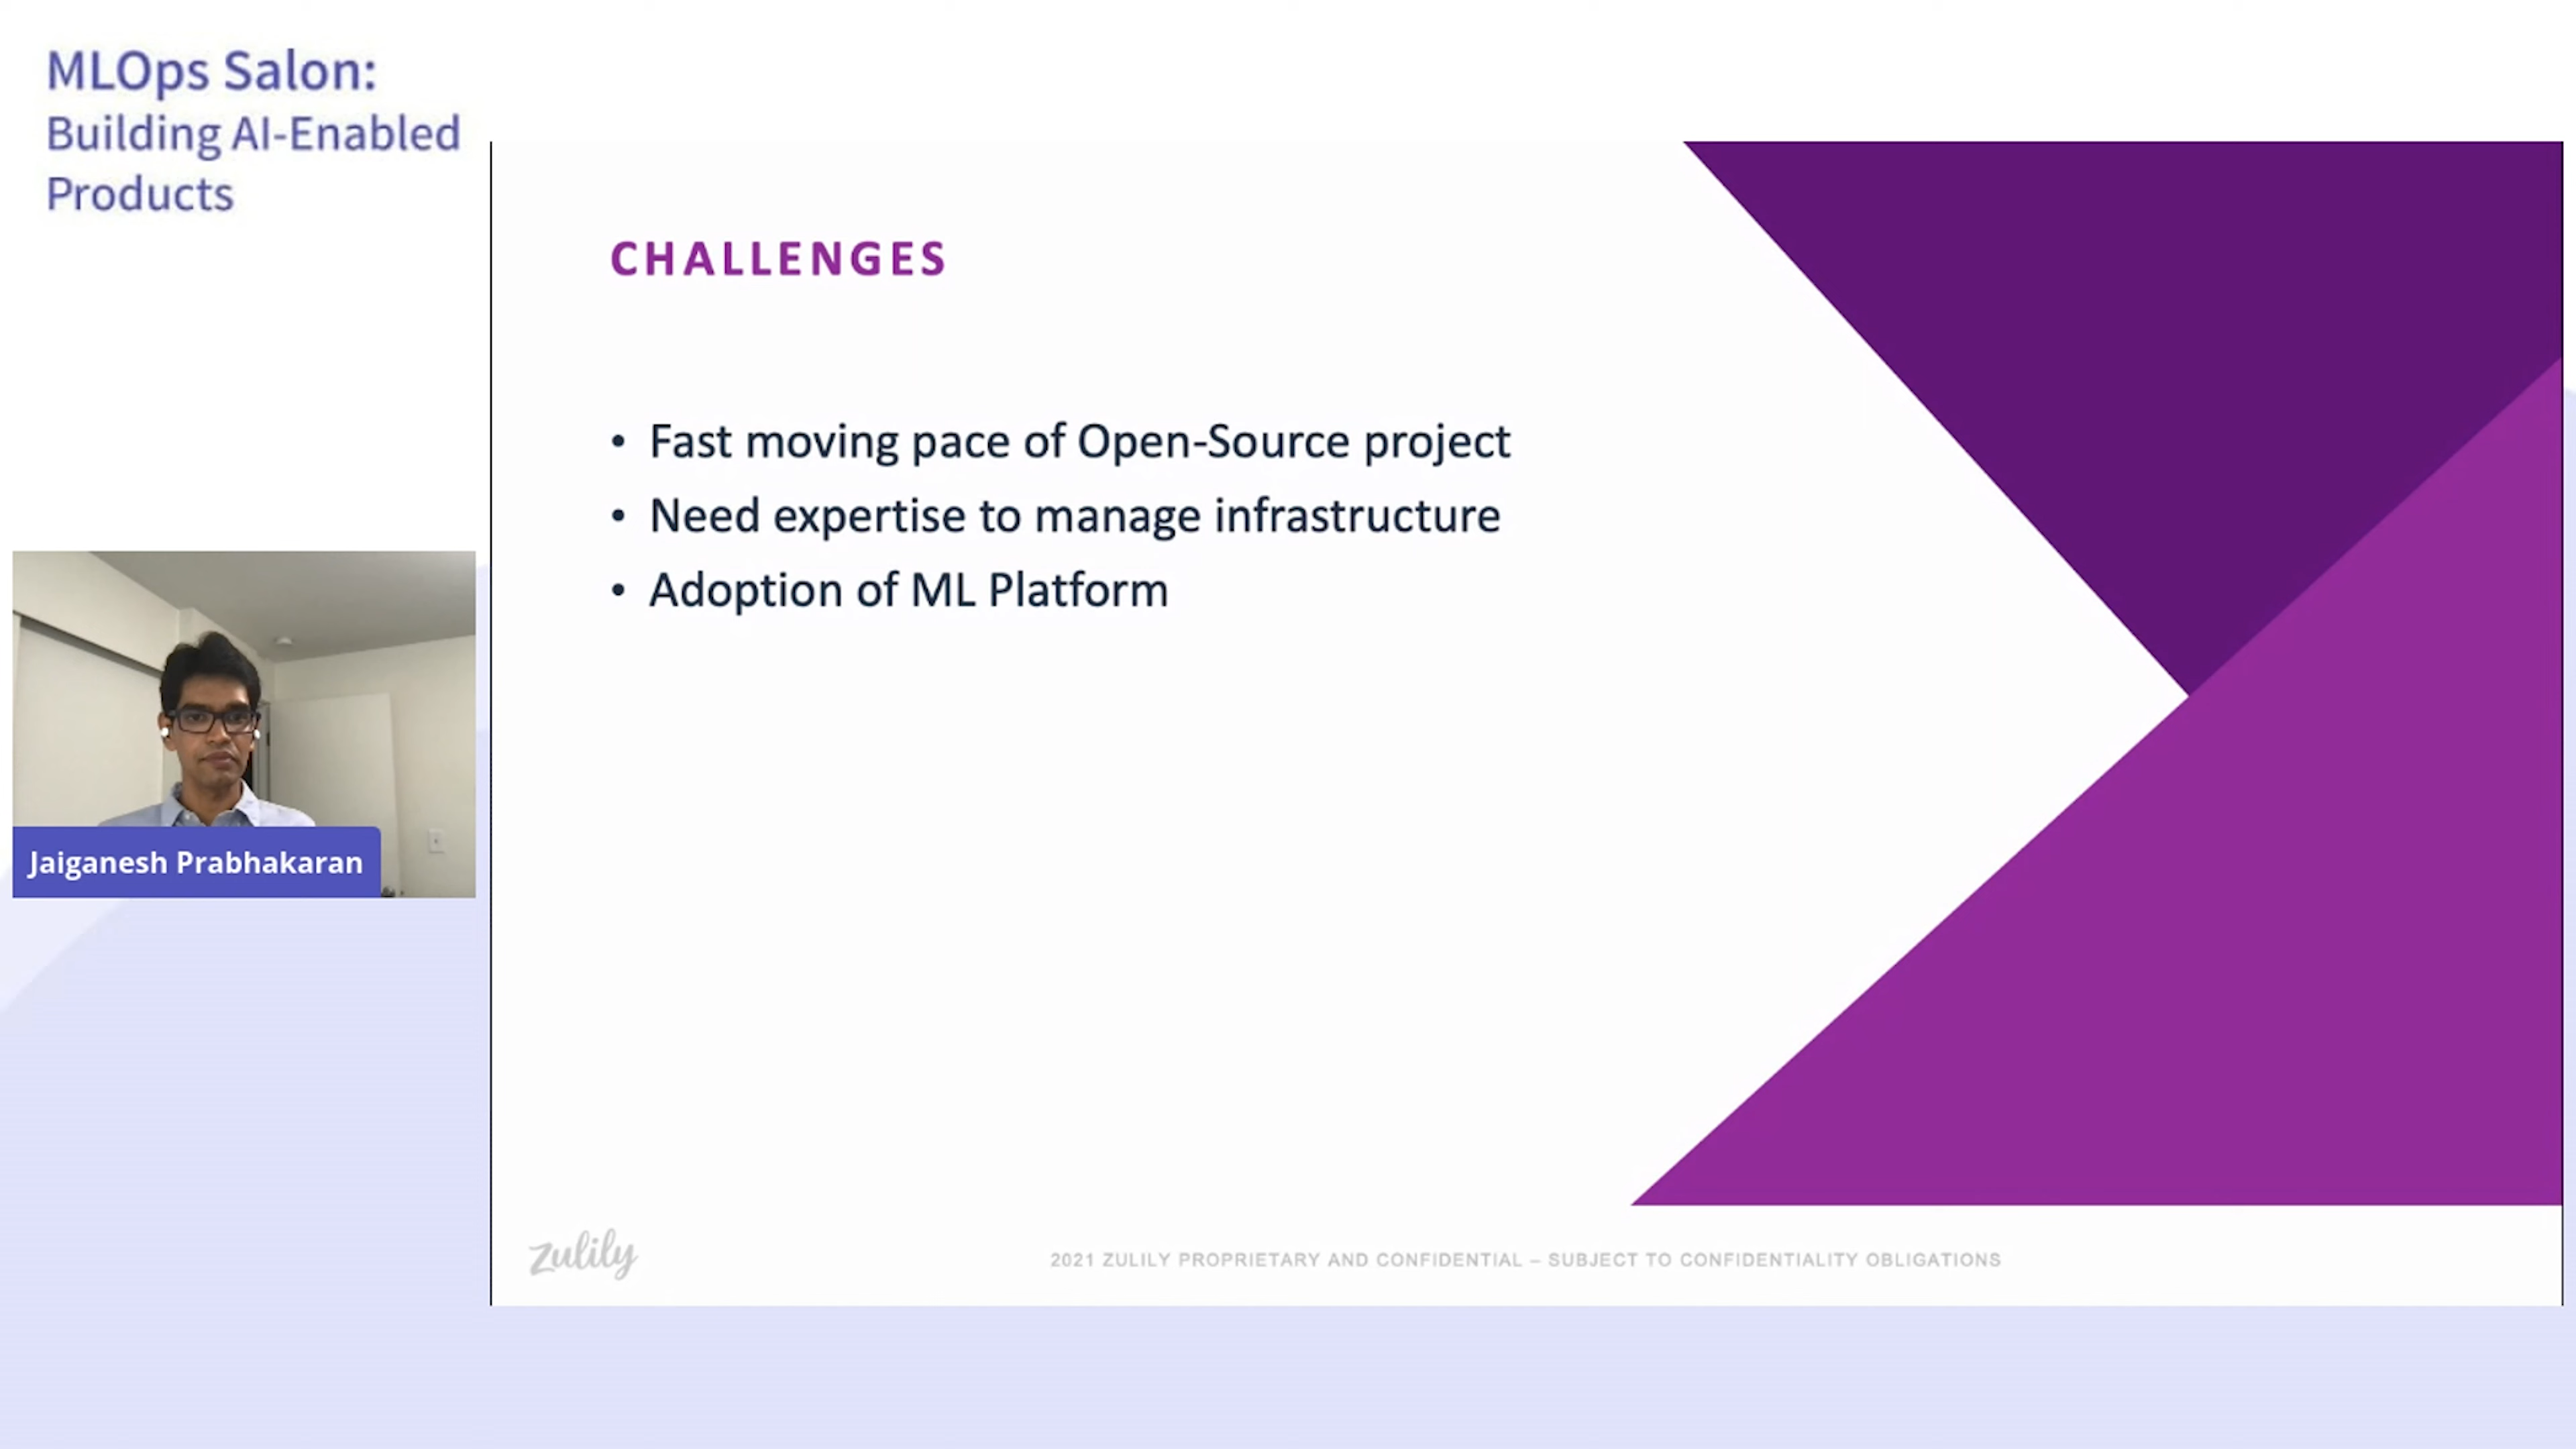 MLOps Salon:
Building AI-Enabled
Products
CHALLENGES
• Fast moving pace of Open-Source project
• Need expertise to manage infrastructure
• Adoption of ML Platform
Jaiganesh Prabhakaran
zulily
2021 ZULILY PROPRIETARY AND CONFIDENTIAL – SUBJECT TO CONFIDENTIALITY OBLIGATIONS